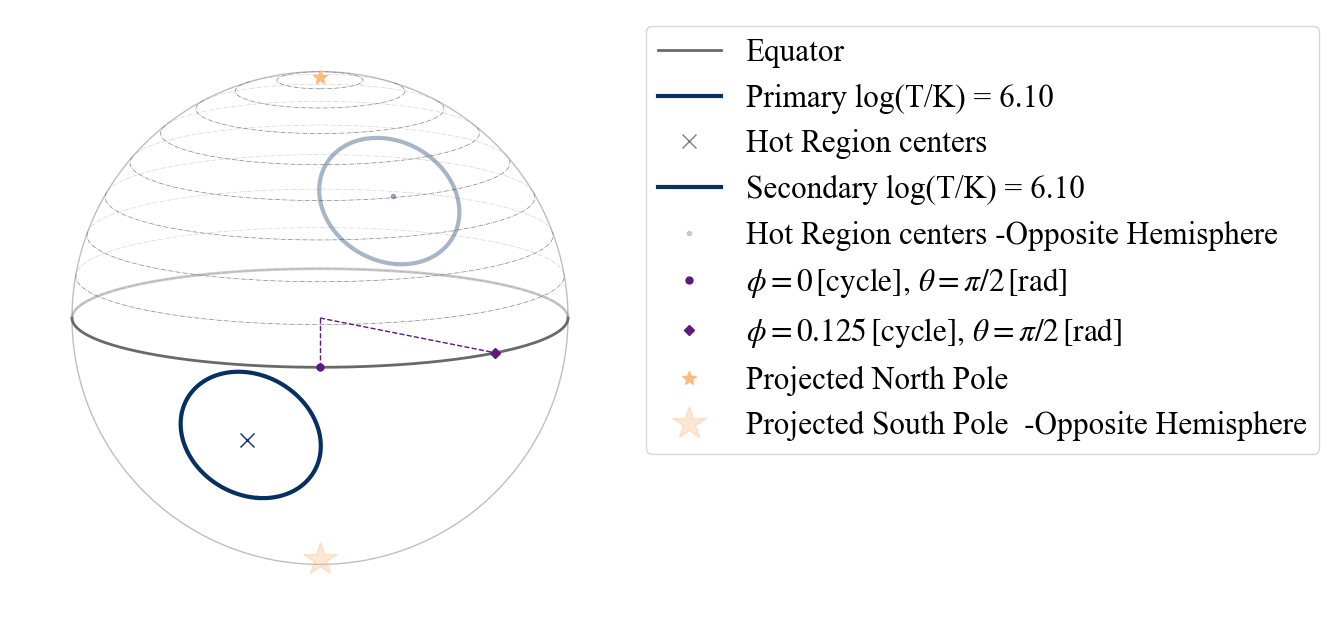 Equator
Primary log(T/K) = 6.10
Hot Region centers
Secondary log(T/K) = 6.10
Hot Region centers -Opposite Hemisphere
ϕ = 0 [cycle], θ = π/2 [rad]
ϕ = 0.125 [cycle], θ = π/2 [rad]
Projected North Pole
Projected South Pole  -Opposite Hemisphere